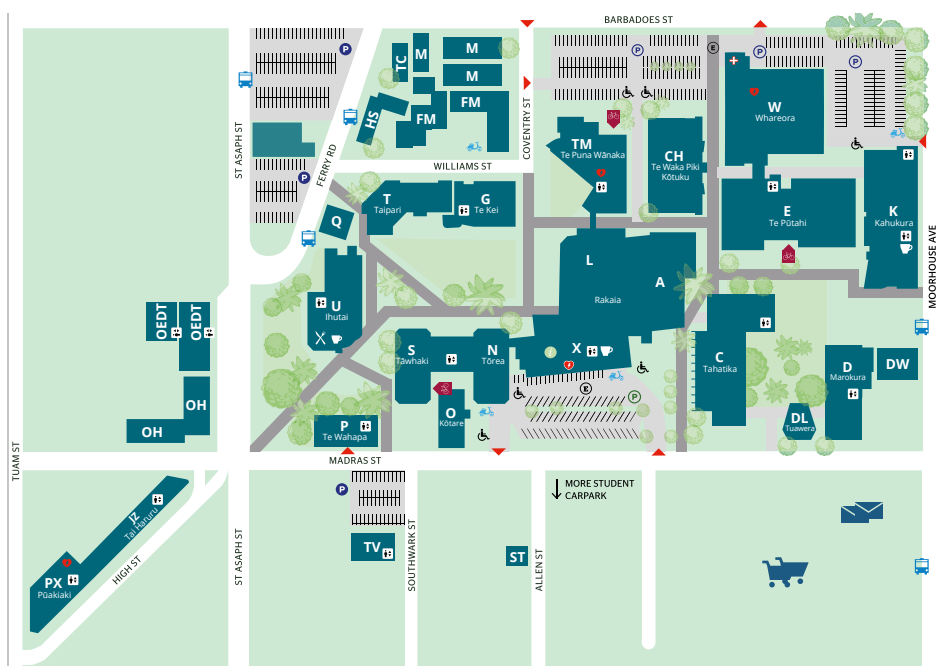 BARBADOES ST
P
E
P
P
P
TC
M
M
M
FM
FM
HS
W
Whareora
COVENTRY ST
ST ASAPH ST
FERRY RD
WILLIAMS ST
TM
Te Puna Wānaka
CH
Te Waka Piki
Kōtuku
P
T
Taipari
G
Te Kei
E
Te Pūtahi
K
Kahukura
Q
MOORHOUSE AVE
L
A
Rakaia
U
Ihutai
OEDT
OEDT
S
Tāwhaki
N
Tōrea
i
X
C
Tahatika
D
Marokura
DW
E
P
OH
OH
O
Kōtare
P
Te Wahapa
DL
Tuawera
MADRAS ST
TUAM ST
P
MORE STUDENT
CARPARK
JZ
Tai Haruru
HIGH ST
PX
Pūakiaki
ST ASAPH ST
TV
SOUTHWARK ST
ST
ALLEN ST